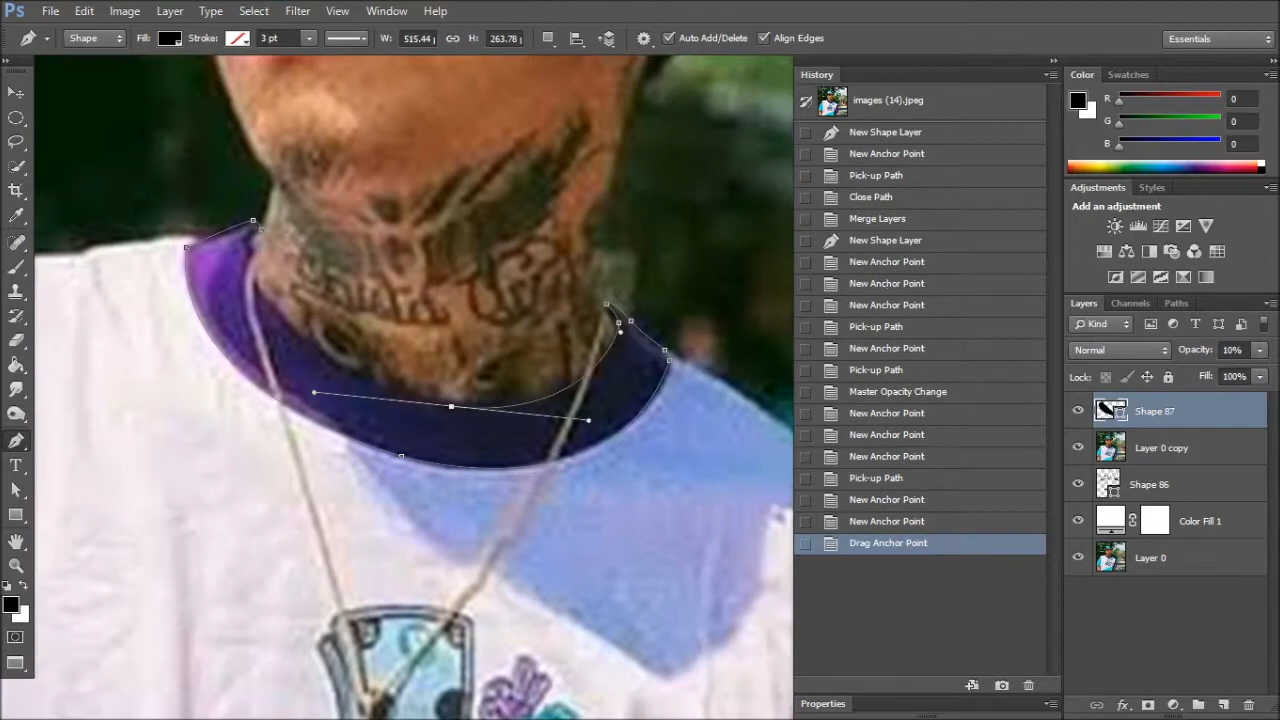 Ps File Edit Image Layer Type Select Filter View Window Help
Shape Fill: Stroke: 3 pt W: 515.44 H: 263.78 Auto Add/Delete Align Edges Essentials
History
images (14).jpeg
New Shape Layer
New Anchor Point
Pick-up Path
Close Path
Merge Layers
New Shape Layer
New Anchor Point
New Anchor Point
New Anchor Point
Pick-up Path
New Anchor Point
Pick-up Path
Master Opacity Change
New Anchor Point
New Anchor Point
New Anchor Point
Pick-up Path
New Anchor Point
New Anchor Point
Drag Anchor Point
Properties
Color Swatches
R 0
G 0
B 0
Adjustments Styles
Add an adjustment
Layers Channels Paths
Kind
Normal Opacity: 10%
Lock: Fill: 100%
Shape 87
Layer 0 copy
Shape 86
Color Fill 1
Layer 0